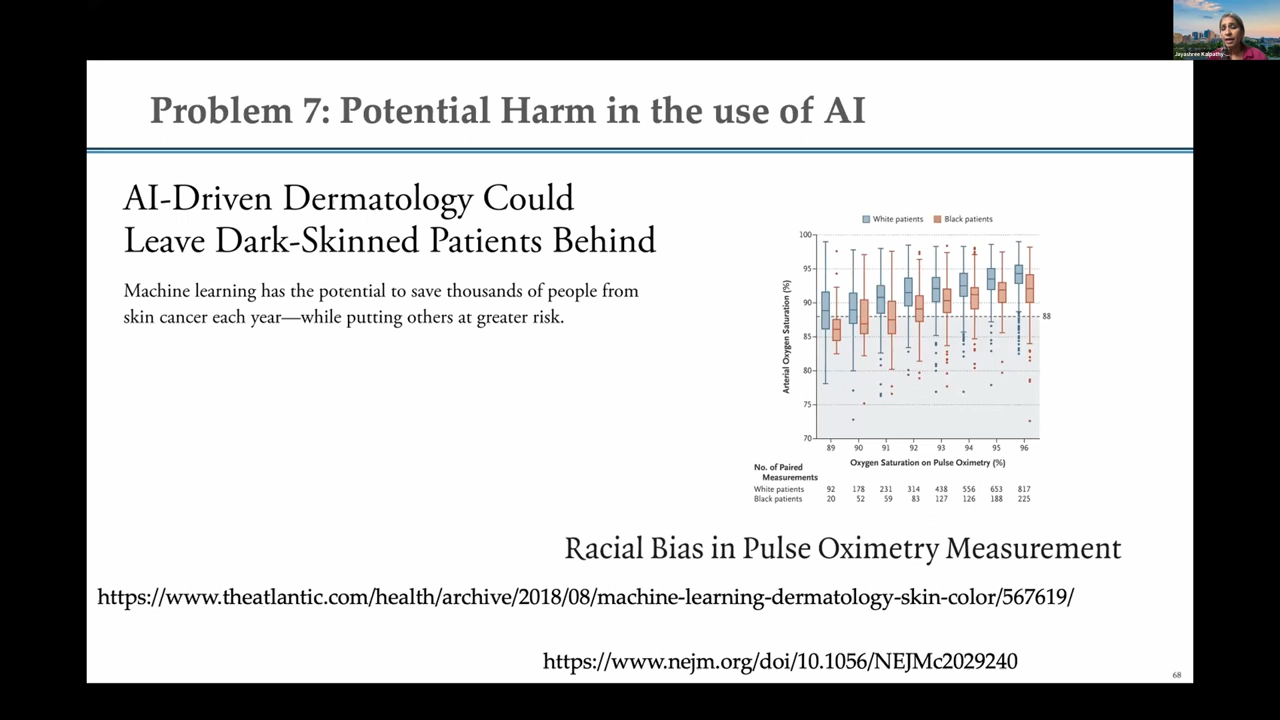 Jayashree Kalpathy-...
Problem 7: Potential Harm in the use of AI
AI-Driven Dermatology Could
Leave Dark-Skinned Patients Behind
Machine learning has the potential to save thousands of people from
skin cancer each year—while putting others at greater risk.
White patients Black patients
100
95
90
85
80
75
70
88
Arterial Oxygen Saturation (%)
89 90 91 92 93 94 95 96
Oxygen Saturation on Pulse Oximetry (%)
No. of Paired
Measurements
White patients 92 178 231 314 438 556 653 817
Black patients 20 52 59 83 127 126 188 225
Racial Bias in Pulse Oximetry Measurement
https://www.theatlantic.com/health/archive/2018/08/machine-learning-dermatology-skin-color/567619/
https://www.nejm.org/doi/10.1056/NEJMc2029240
68